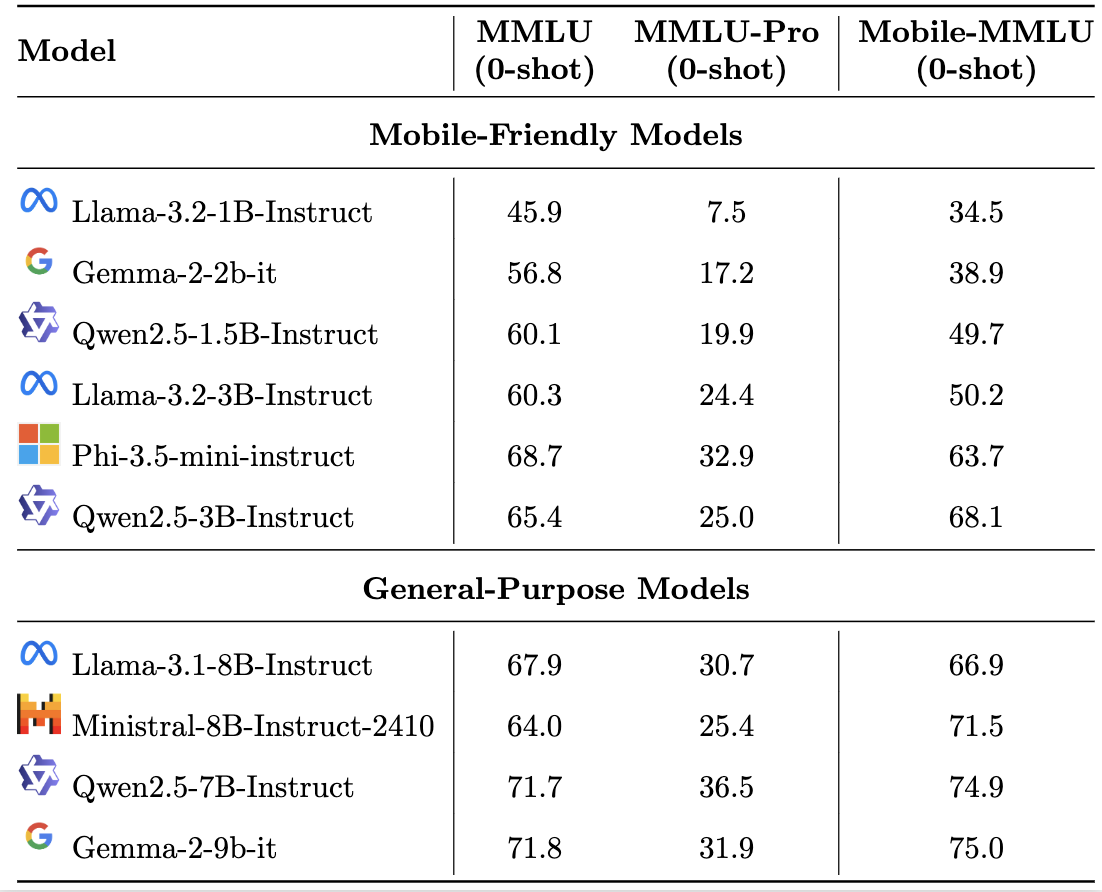 Model MMLU MMLU-Pro Mobile-MMLU
(0-shot) (0-shot) (0-shot)
Mobile-Friendly Models
Llama-3.2-1B-Instruct 45.9 7.5 34.5
Gemma-2-2b-it 56.8 17.2 38.9
Qwen2.5-1.5B-Instruct 60.1 19.9 49.7
Llama-3.2-3B-Instruct 60.3 24.4 50.2
Phi-3.5-mini-instruct 68.7 32.9 63.7
Qwen2.5-3B-Instruct 65.4 25.0 68.1
General-Purpose Models
Llama-3.1-8B-Instruct 67.9 30.7 66.9
Ministral-8B-Instruct-2410 64.0 25.4 71.5
Qwen2.5-7B-Instruct 71.7 36.5 74.9
Gemma-2-9b-it 71.8 31.9 75.0